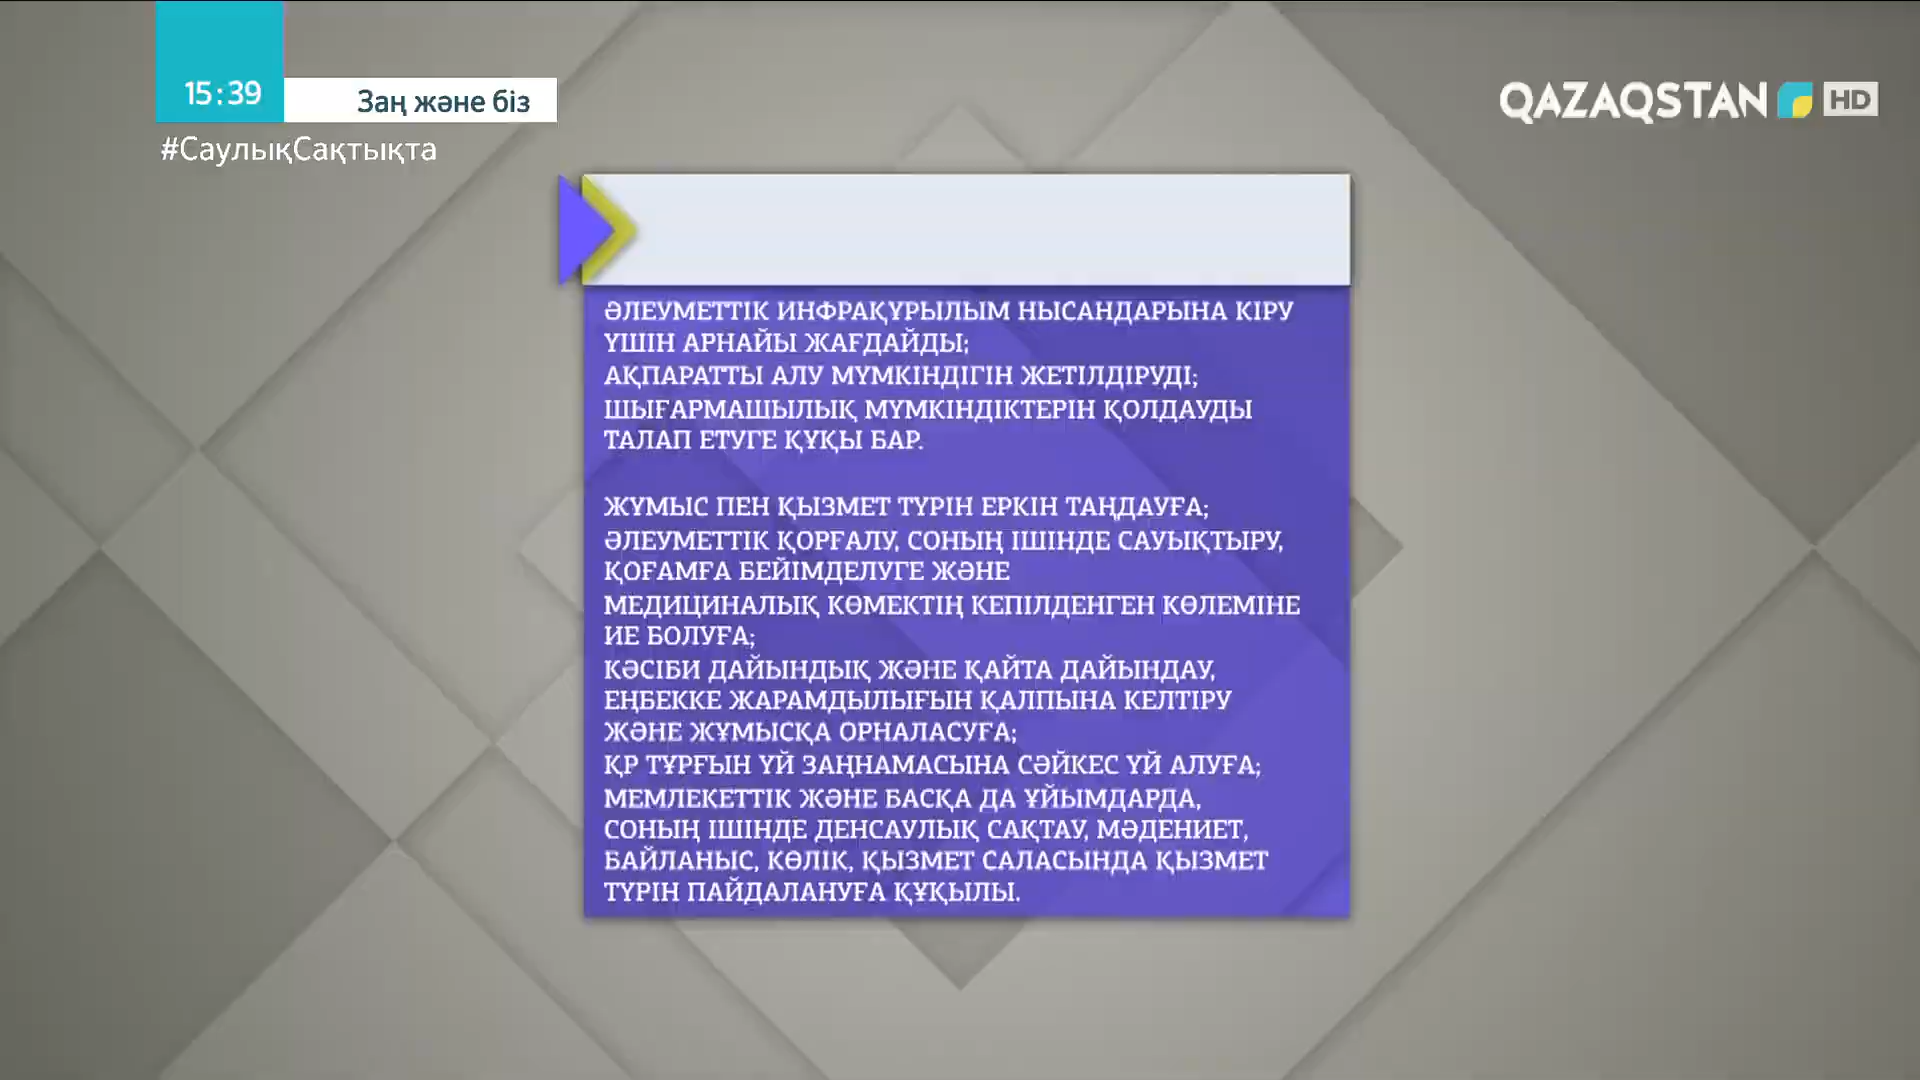 15:39
Заң және біз
#СаулықСақтықта
QAZAQSTAN HD
ӘЛЕУМЕТТІК ИНФРАҚҰРЫЛЫМ НЫСАНДАРЫНА КІРУ
ҮШІН АРНАЙЫ ЖАҒДАЙДЫ;
АҚПАРАТТЫ АЛУ МҮМКІНДІГІН ЖЕТІЛДІРУДІ;
ШЫҒАРМАШЫЛЫҚ МҮМКІНДІКТЕРІН ҚОЛДАУДЫ
ТАЛАП ЕТУГЕ ҚҰҚЫ БАР.
ЖҰМЫС ПЕН ҚЫЗМЕТ ТҮРІН ЕРКІН ТАҢДАУҒА;
ӘЛЕУМЕТТІК ҚОРҒАЛУ, СОНЫҢ ІШІНДЕ САУЫҚТЫРУ,
ҚОҒАМҒА БЕЙІМДЕЛУГЕ ЖӘНЕ
МЕДИЦИНАЛЫҚ КӨМЕКТІҢ КЕПІЛДЕНГЕН КӨЛЕМІНЕ
ИЕ БОЛУҒА;
КӘСІБИ ДАЙЫНДЫҚ ЖӘНЕ ҚАЙТА ДАЙЫНДАУ,
ЕҢБЕККЕ ЖАРАМДЫЛЫҒЫН ҚАЛПЫНА КЕЛТІРУ
ЖӘНЕ ЖҰМЫСҚА ОРНАЛАСУҒА;
ҚР ТҰРҒЫН ҮЙ ЗАҢНАМАСЫНА СӘЙКЕС ҮЙ АЛУҒА;
МЕМЛЕКЕТТІК ЖӘНЕ БАСҚА ДА ҰЙЫМДАРДА,
СОНЫҢ ІШІНДЕ ДЕНСАУЛЫҚ САҚТАУ, МӘДЕНИЕТ,
БАЙЛАНЫС, КӨЛІК, ҚЫЗМЕТ САЛАСЫНДА ҚЫЗМЕТ
ТҮРІН ПАЙДАЛАНУҒА ҚҰҚЫЛЫ.